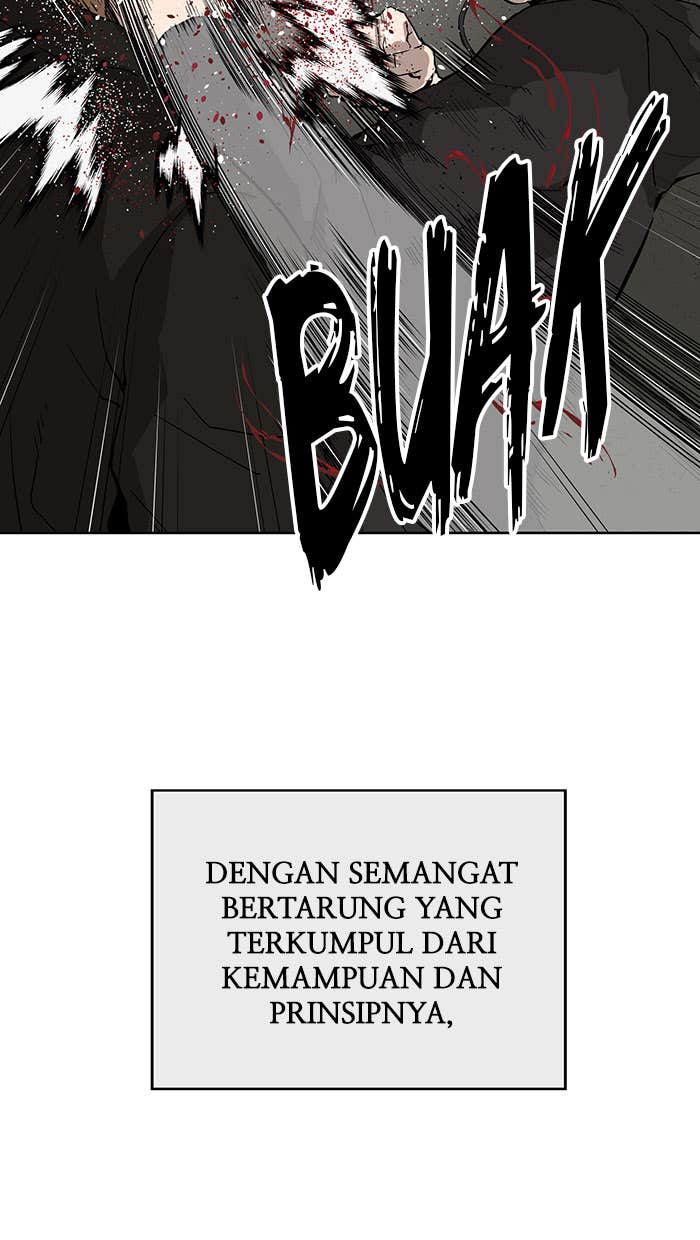 BUAK
DENGAN SEMANGAT
BERTARUNG YANG
TERKUMPUL DARI
KEMAMPUAN DAN
PRINSIPNYA,